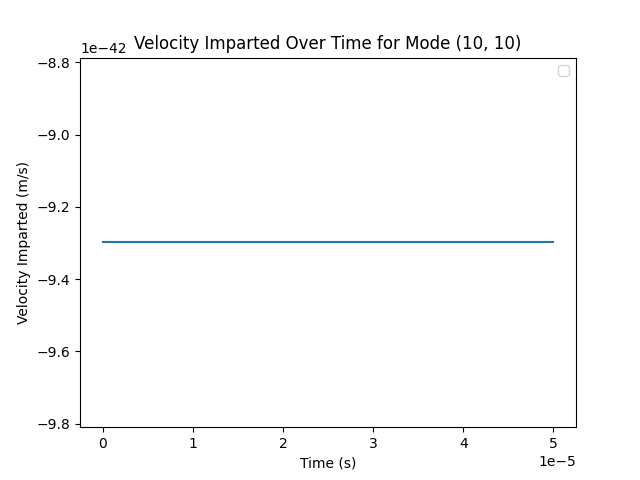 Velocity Imparted Over Time for Mode (10, 10)
1e−42
−8.8
−9.0
−9.2
−9.4
−9.6
−9.8
Velocity Imparted (m/s)
0 1 2 3 4 5
1e−5
Time (s)